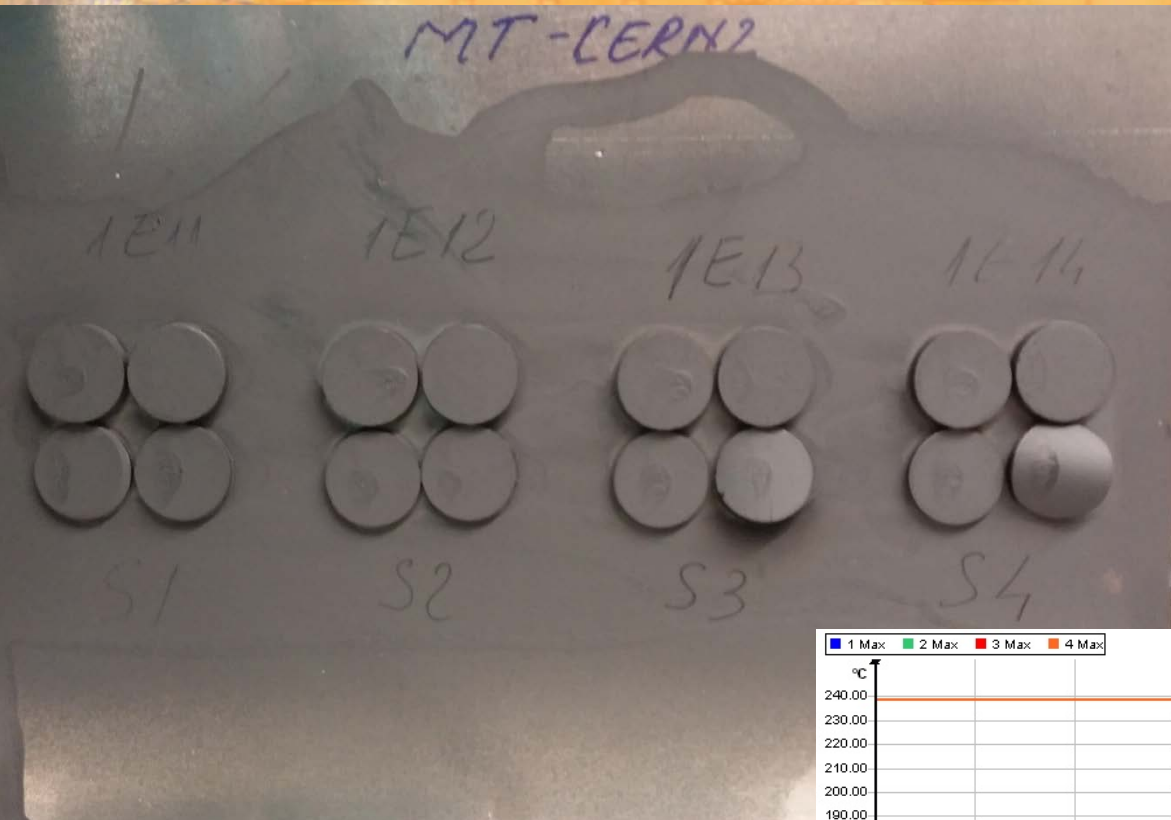 MT-CERN2
1E11 1E12 1E13 1E14
S1 S2 S3 S4
1 Max 2 Max 3 Max 4 Max
°C
240.00
230.00
220.00
210.00
200.00
190.00